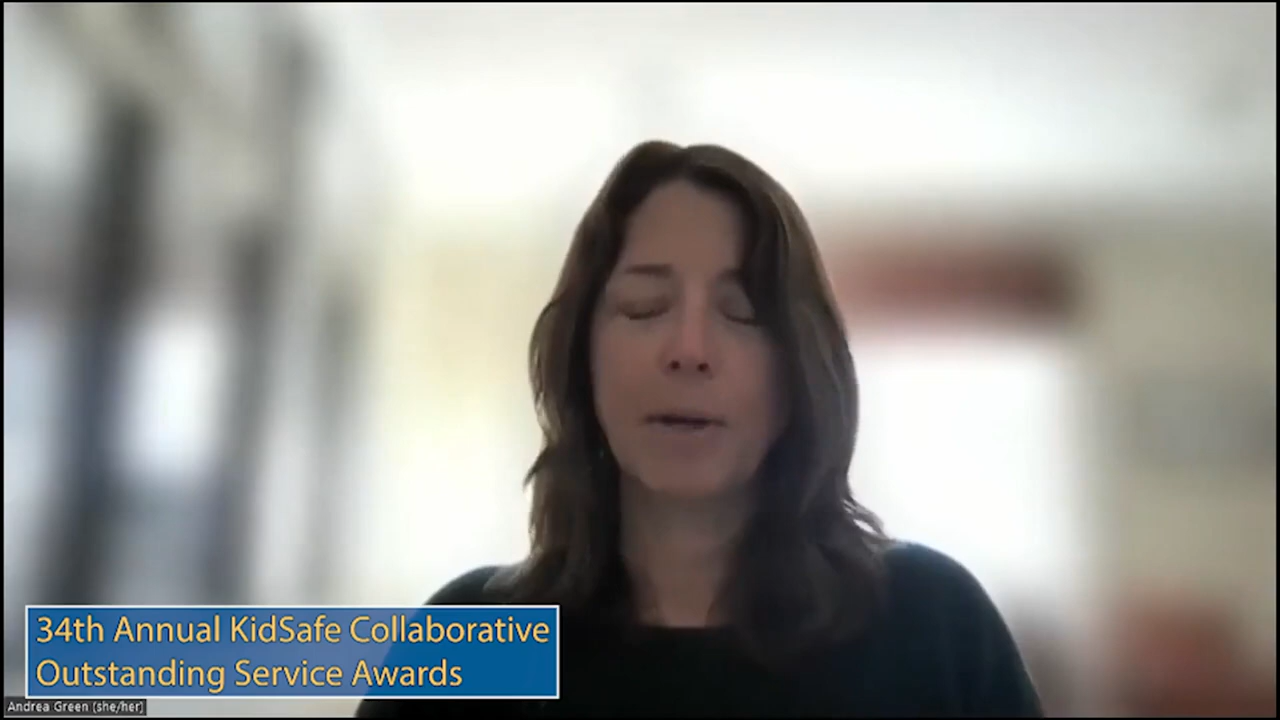 34th Annual KidSafe Collaborative
Outstanding Service Awards
Andrea Green (she/her)